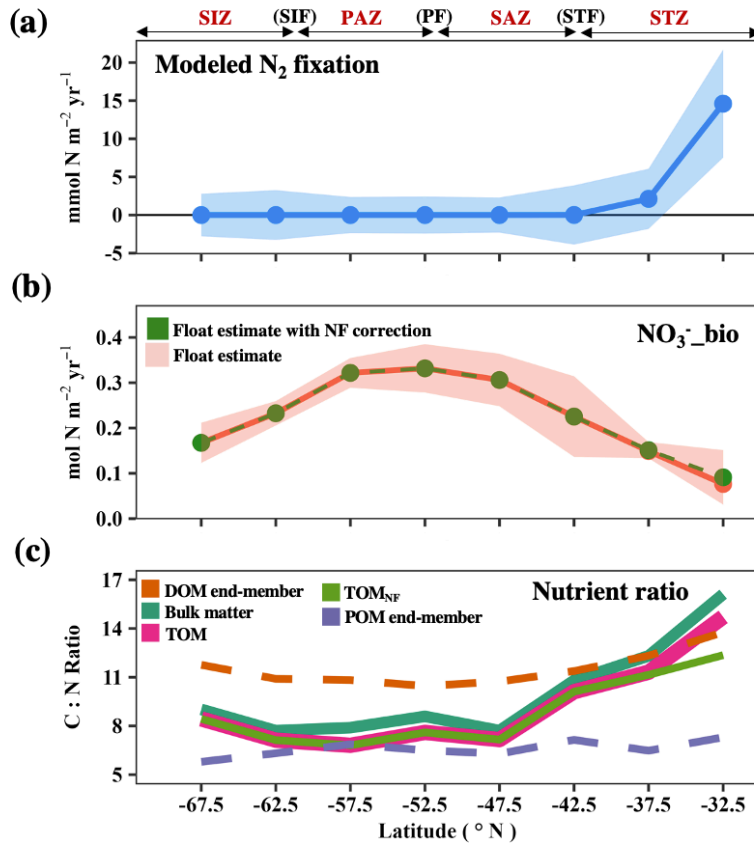 (a)
SIZ (SIF) PAZ (PF) SAZ (STF) STZ
Modeled N₂ fixation
mmol N m⁻² yr⁻¹
20
15
10
5
0
-5
(b)
Float estimate with NF correction
Float estimate
NO₃⁻_bio
mol N m⁻² yr⁻¹
0.4
0.3
0.2
0.1
0.0
(c)
DOM end-member
Bulk matter
TOM
TOM_NF
POM end-member
Nutrient ratio
C : N Ratio
17
14
11
8
5
-67.5 -62.5 -57.5 -52.5 -47.5 -42.5 -37.5 -32.5
Latitude ( ° N )